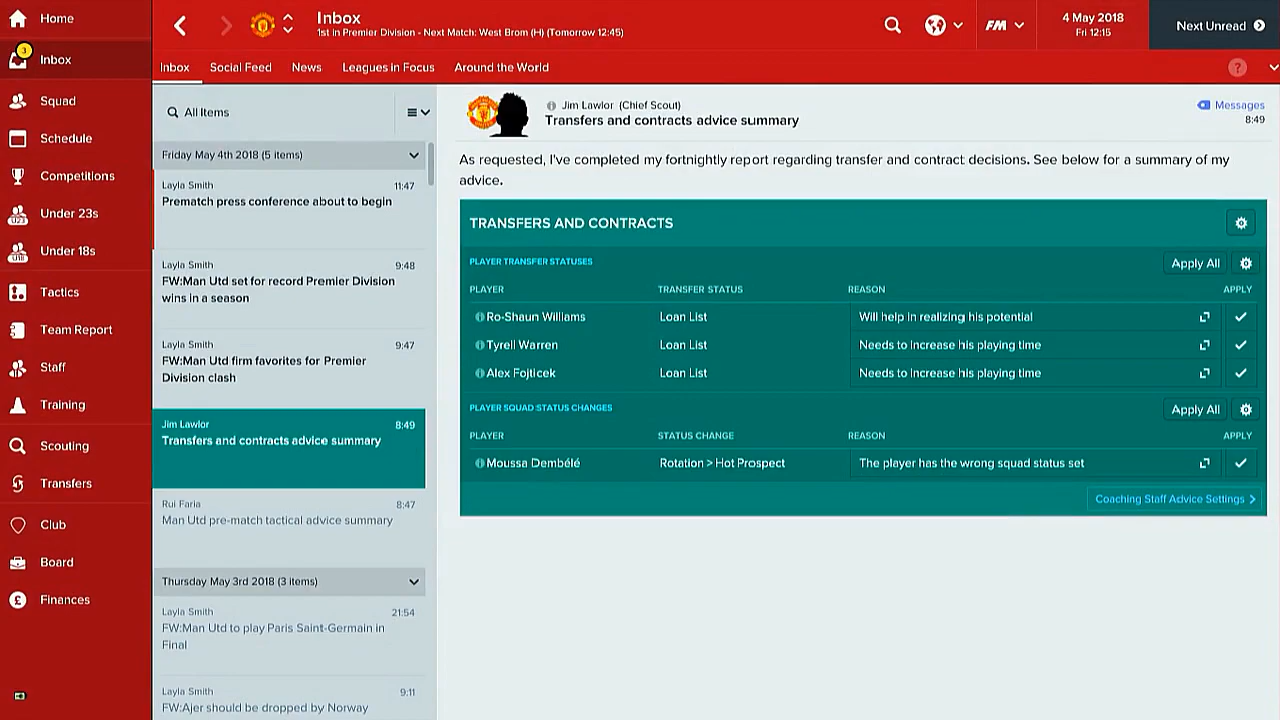 Home
3
Inbox
Squad
Schedule
Competitions
Under 23s
Under 18s
Tactics
Team Report
Staff
Training
Scouting
Transfers
Club
Board
Finances
Inbox
1st in Premier Division - Next Match: West Brom (H) (Tomorrow 12:45)
FM
4 May 2018
Fri 12:15
Next Unread
Inbox Social Feed News Leagues in Focus Around the World
?
All Items
Friday May 4th 2018 (5 items)
Layla Smith 11:47
Prematch press conference about to begin
Layla Smith 9:48
FW:Man Utd set for record Premier Division
wins in a season
Layla Smith 9:47
FW:Man Utd firm favorites for Premier
Division clash
Jim Lawlor 8:49
Transfers and contracts advice summary
Rui Faria 8:47
Man Utd pre-match tactical advice summary
Thursday May 3rd 2018 (3 items)
Layla Smith 21:54
FW:Man Utd to play Paris Saint-Germain in
Final
Layla Smith 9:11
FW:Ajer should be dropped by Norway
Jim Lawlor (Chief Scout)
Transfers and contracts advice summary
Messages
8:49
As requested, I've completed my fortnightly report regarding transfer and contract decisions. See below for a summary of my
advice.
TRANSFERS AND CONTRACTS
PLAYER TRANSFER STATUSES Apply All
PLAYER TRANSFER STATUS REASON APPLY
Ro-Shaun Williams Loan List Will help in realizing his potential
Tyrell Warren Loan List Needs to increase his playing time
Alex Fojticek Loan List Needs to increase his playing time
PLAYER SQUAD STATUS CHANGES Apply All
PLAYER STATUS CHANGE REASON APPLY
Moussa Dembélé Rotation > Hot Prospect The player has the wrong squad status set
Coaching Staff Advice Settings >